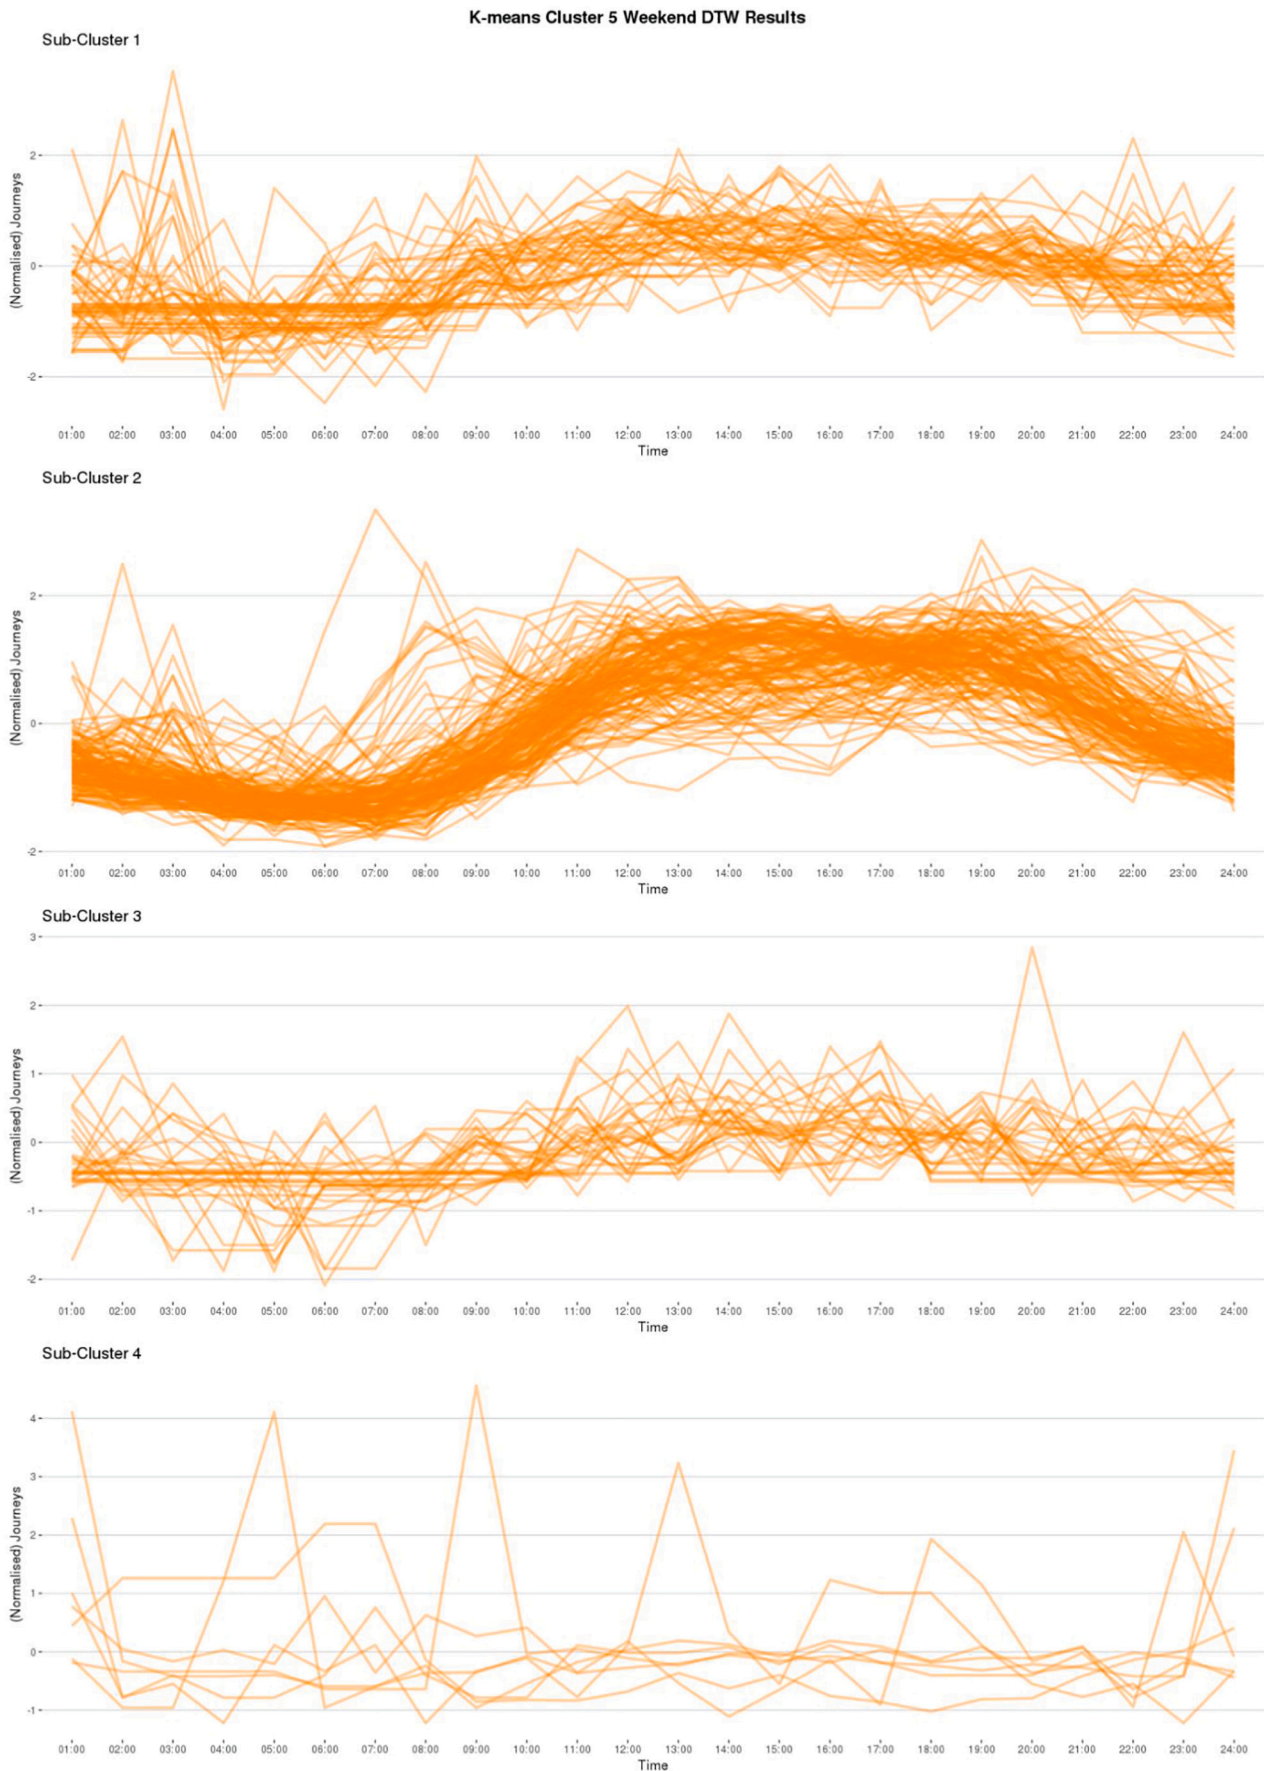 K-means Cluster 5 Weekend DTW Results
Sub-Cluster 1
(Normalised) Journeys
2
0
-2
01:00 02:00 03:00 04:00 05:00 06:00 07:00 08:00 09:00 10:00 11:00 12:00 13:00 14:00 15:00 16:00 17:00 18:00 19:00 20:00 21:00 22:00 23:00 24:00
Time
Sub-Cluster 2
(Normalised) Journeys
2
0
-2
01:00 02:00 03:00 04:00 05:00 06:00 07:00 08:00 09:00 10:00 11:00 12:00 13:00 14:00 15:00 16:00 17:00 18:00 19:00 20:00 21:00 22:00 23:00 24:00
Time
Sub-Cluster 3
(Normalised) Journeys
3
2
1
0
-1
-2
01:00 02:00 03:00 04:00 05:00 06:00 07:00 08:00 09:00 10:00 11:00 12:00 13:00 14:00 15:00 16:00 17:00 18:00 19:00 20:00 21:00 22:00 23:00 24:00
Time
Sub-Cluster 4
(Normalised) Journeys
4
3
2
1
0
-1
01:00 02:00 03:00 04:00 05:00 06:00 07:00 08:00 09:00 10:00 11:00 12:00 13:00 14:00 15:00 16:00 17:00 18:00 19:00 20:00 21:00 22:00 23:00 24:00
Time